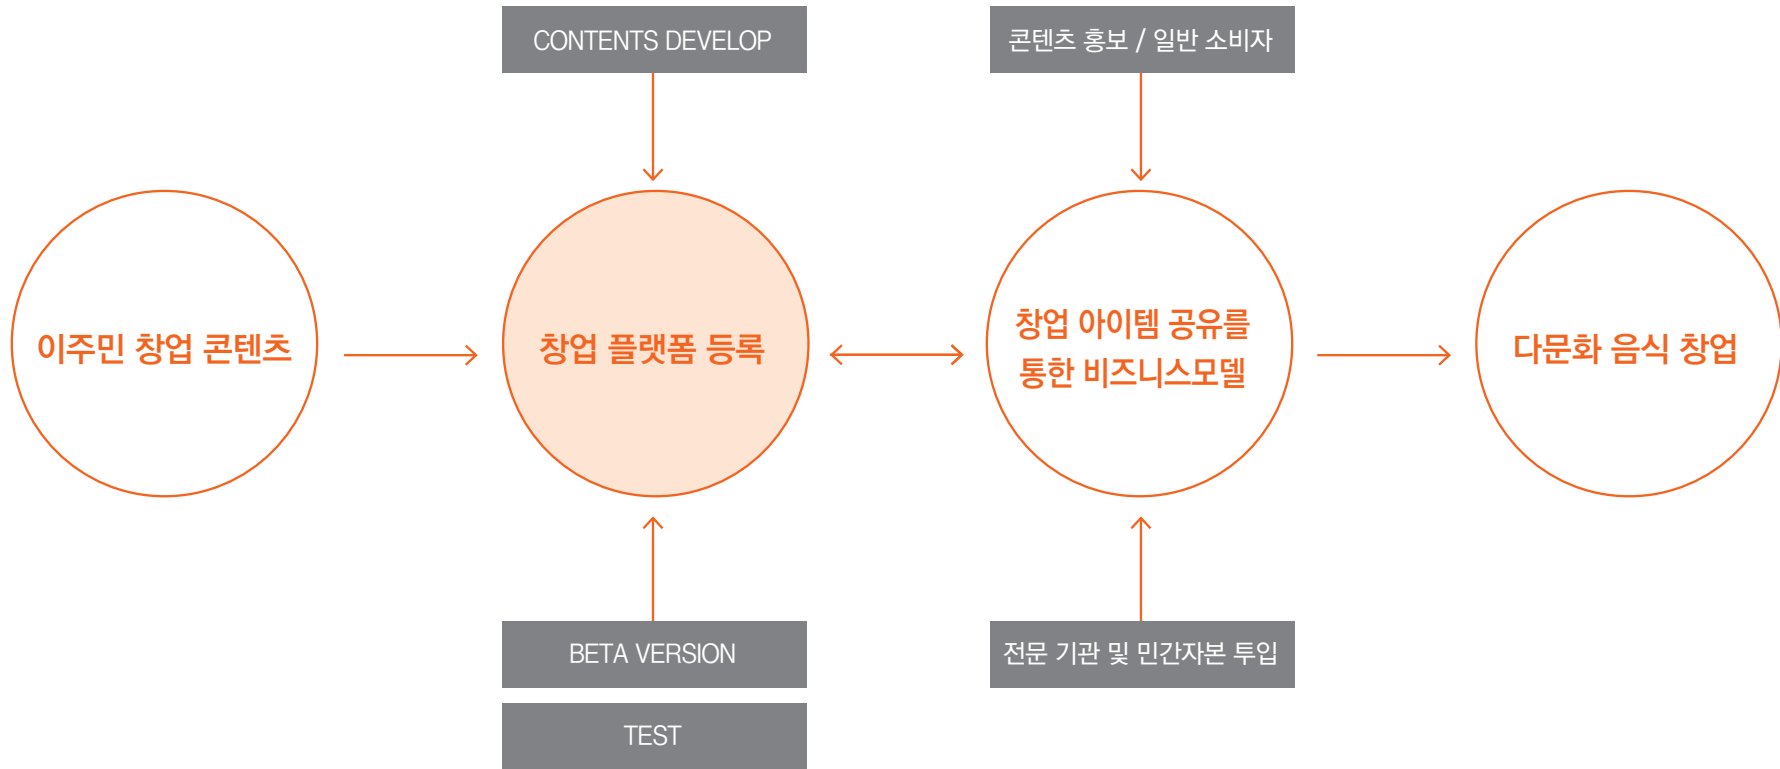 CONTENTS DEVELOP
콘텐츠 홍보 / 일반 소비자
이주민 창업 콘텐츠
창업 플랫폼 등록
창업 아이템 공유를
통한 비즈니스모델
다문화 음식 창업
BETA VERSION
전문 기관 및 민간자본 투입
TEST